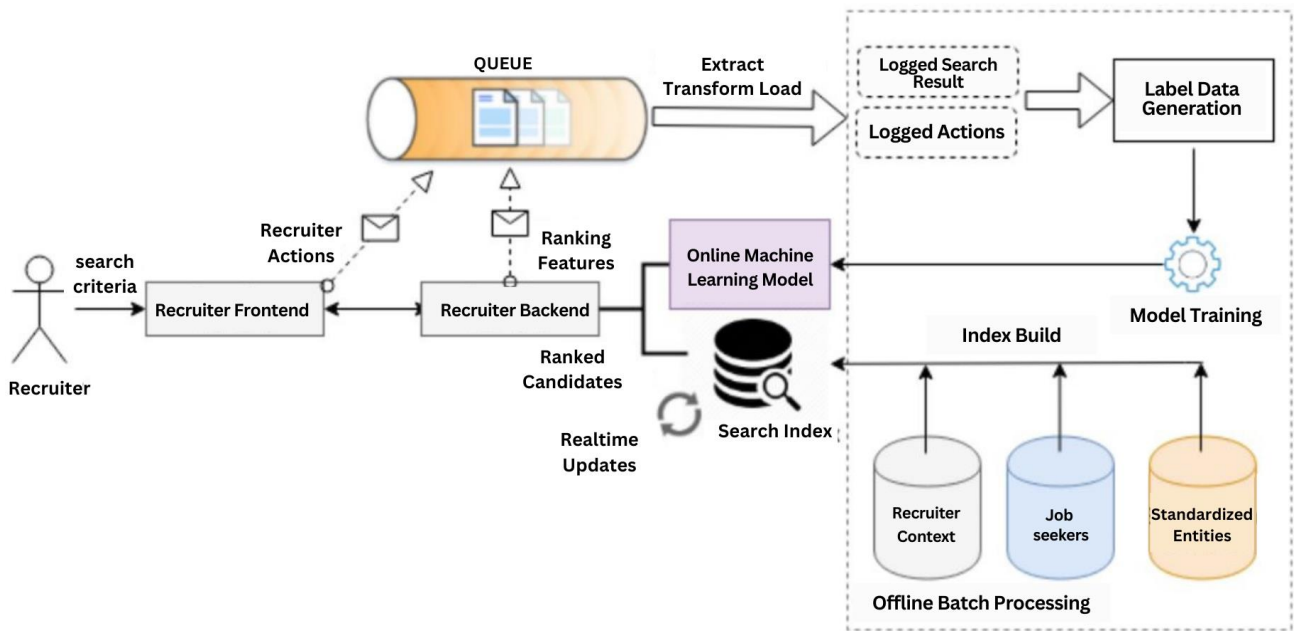 QUEUE
Extract
Transform Load
Logged Search
Result
Logged Actions
Label Data
Generation
Recruiter
Actions
Ranking
Features
search
criteria
Recruiter Frontend
Recruiter Backend
Online Machine
Learning Model
Model Training
Recruiter
Ranked
Candidates
Index Build
Realtime
Updates
Search Index
Recruiter
Context
Job
seekers
Standardized
Entities
Offline Batch Processing